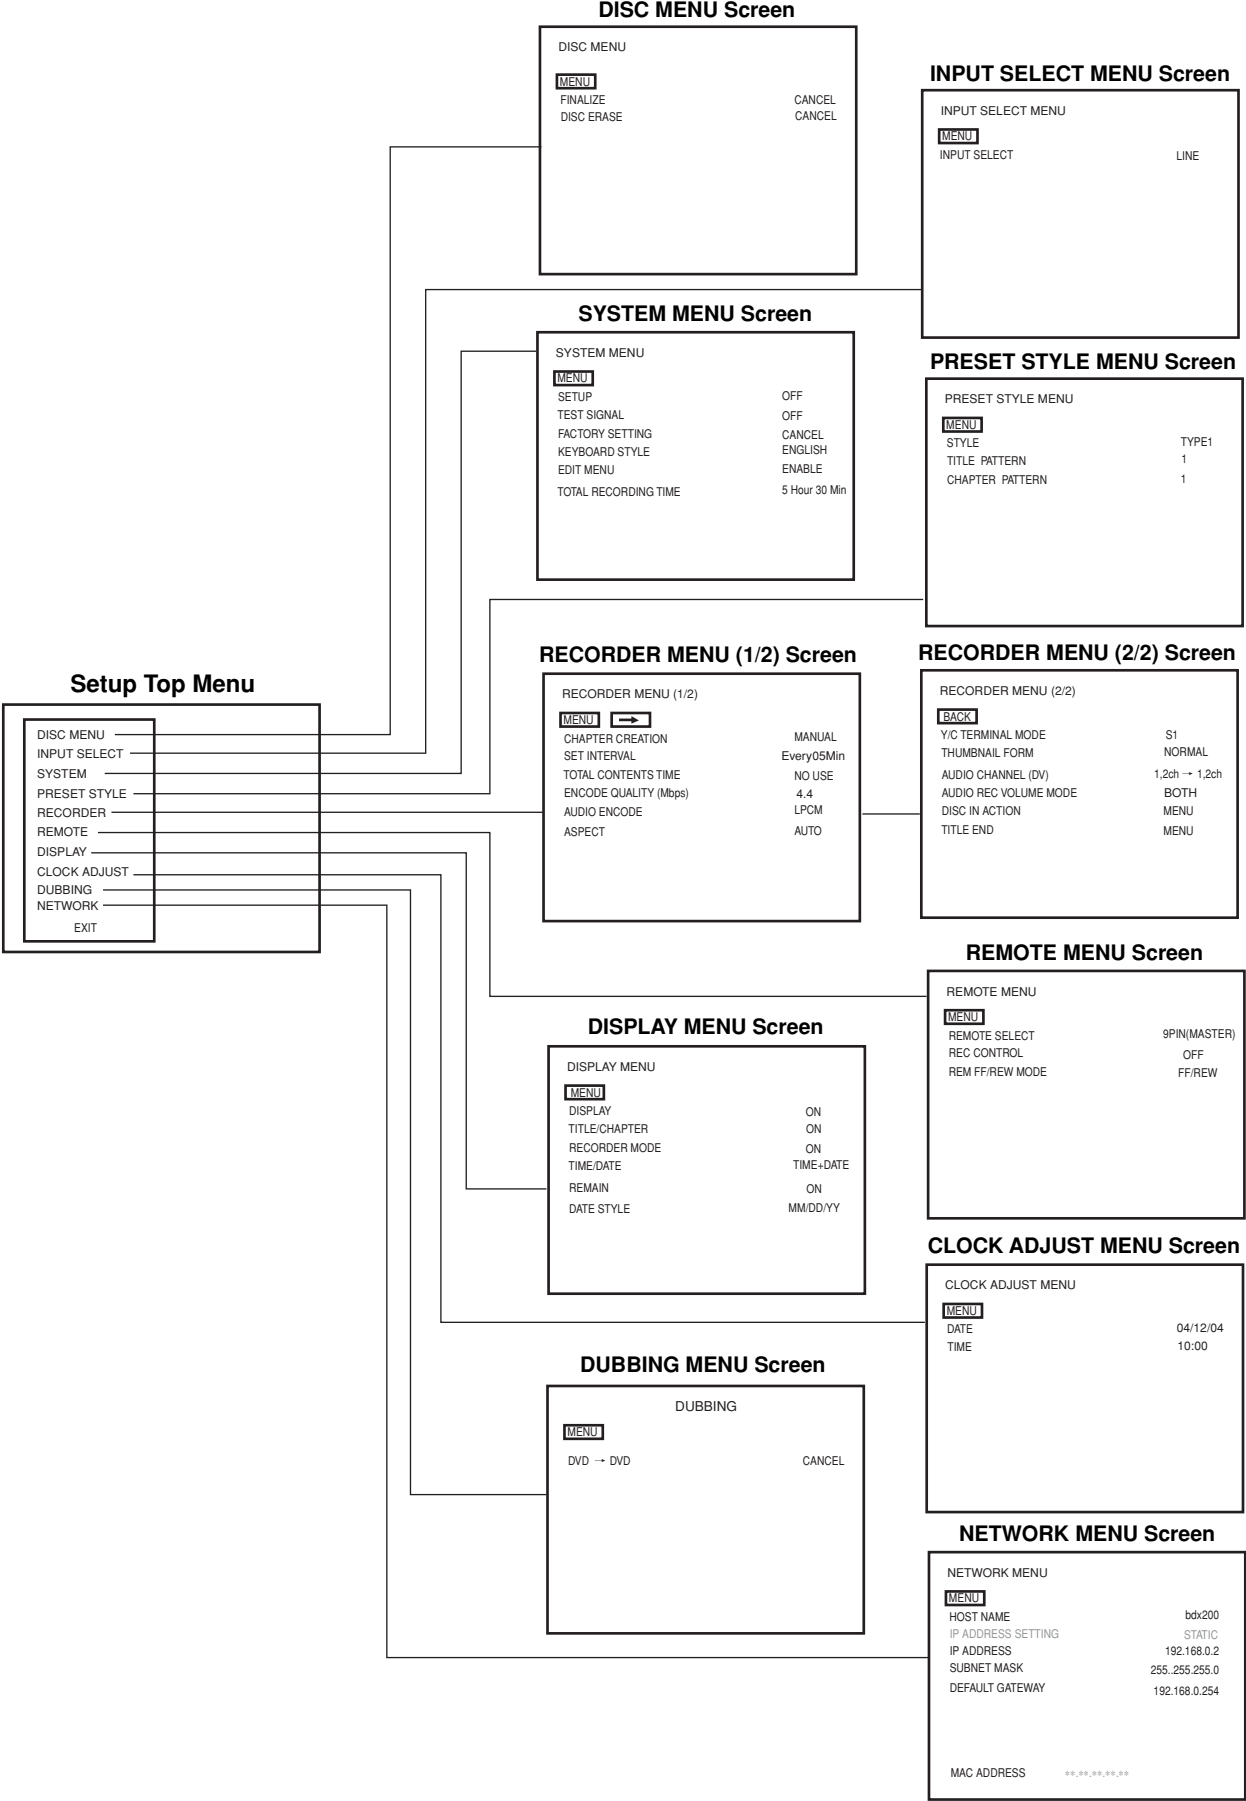 DISC MENU Screen
DISC MENU
MENU
FINALIZE CANCEL
DISC ERASE CANCEL
INPUT SELECT MENU Screen
INPUT SELECT MENU
MENU
INPUT SELECT LINE
SYSTEM MENU Screen
SYSTEM MENU
MENU
SETUP OFF
TEST SIGNAL OFF
FACTORY SETTING CANCEL
KEYBOARD STYLE ENGLISH
EDIT MENU ENABLE
TOTAL RECORDING TIME 5 Hour 30 Min
PRESET STYLE MENU Screen
PRESET STYLE MENU
MENU
STYLE TYPE1
TITLE PATTERN 1
CHAPTER PATTERN 1
Setup Top Menu
DISC MENU
INPUT SELECT
SYSTEM
PRESET STYLE
RECORDER
REMOTE
DISPLAY
CLOCK ADJUST
DUBBING
NETWORK
EXIT
RECORDER MENU (1/2) Screen
RECORDER MENU (1/2)
MENU →
CHAPTER CREATION MANUAL
SET INTERVAL Every05Min
TOTAL CONTENTS TIME NO USE
ENCODE QUALITY (Mbps) 4.4
AUDIO ENCODE LPCM
ASPECT AUTO
RECORDER MENU (2/2) Screen
RECORDER MENU (2/2)
BACK
Y/C TERMINAL MODE S1
THUMBNAIL FORM NORMAL
AUDIO CHANNEL (DV) 1,2ch → 1,2ch
AUDIO REC VOLUME MODE BOTH
DISC IN ACTION MENU
TITLE END MENU
REMOTE MENU Screen
REMOTE MENU
MENU
REMOTE SELECT 9PIN(MASTER)
REC CONTROL OFF
REM FF/REW MODE FF/REW
DISPLAY MENU Screen
DISPLAY MENU
MENU
DISPLAY ON
TITLE/CHAPTER ON
RECORDER MODE ON
TIME/DATE TIME+DATE
REMAIN ON
DATE STYLE MM/DD/YY
CLOCK ADJUST MENU Screen
CLOCK ADJUST MENU
MENU
DATE 04/12/04
TIME 10:00
DUBBING MENU Screen
DUBBING
MENU
DVD → DVD CANCEL
NETWORK MENU Screen
NETWORK MENU
MENU
HOST NAME bdx200
IP ADDRESS SETTING STATIC
IP ADDRESS 192.168.0.2
SUBNET MASK 255..255.255.0
DEFAULT GATEWAY 192.168.0.254
MAC ADDRESS **.**.**.**.**